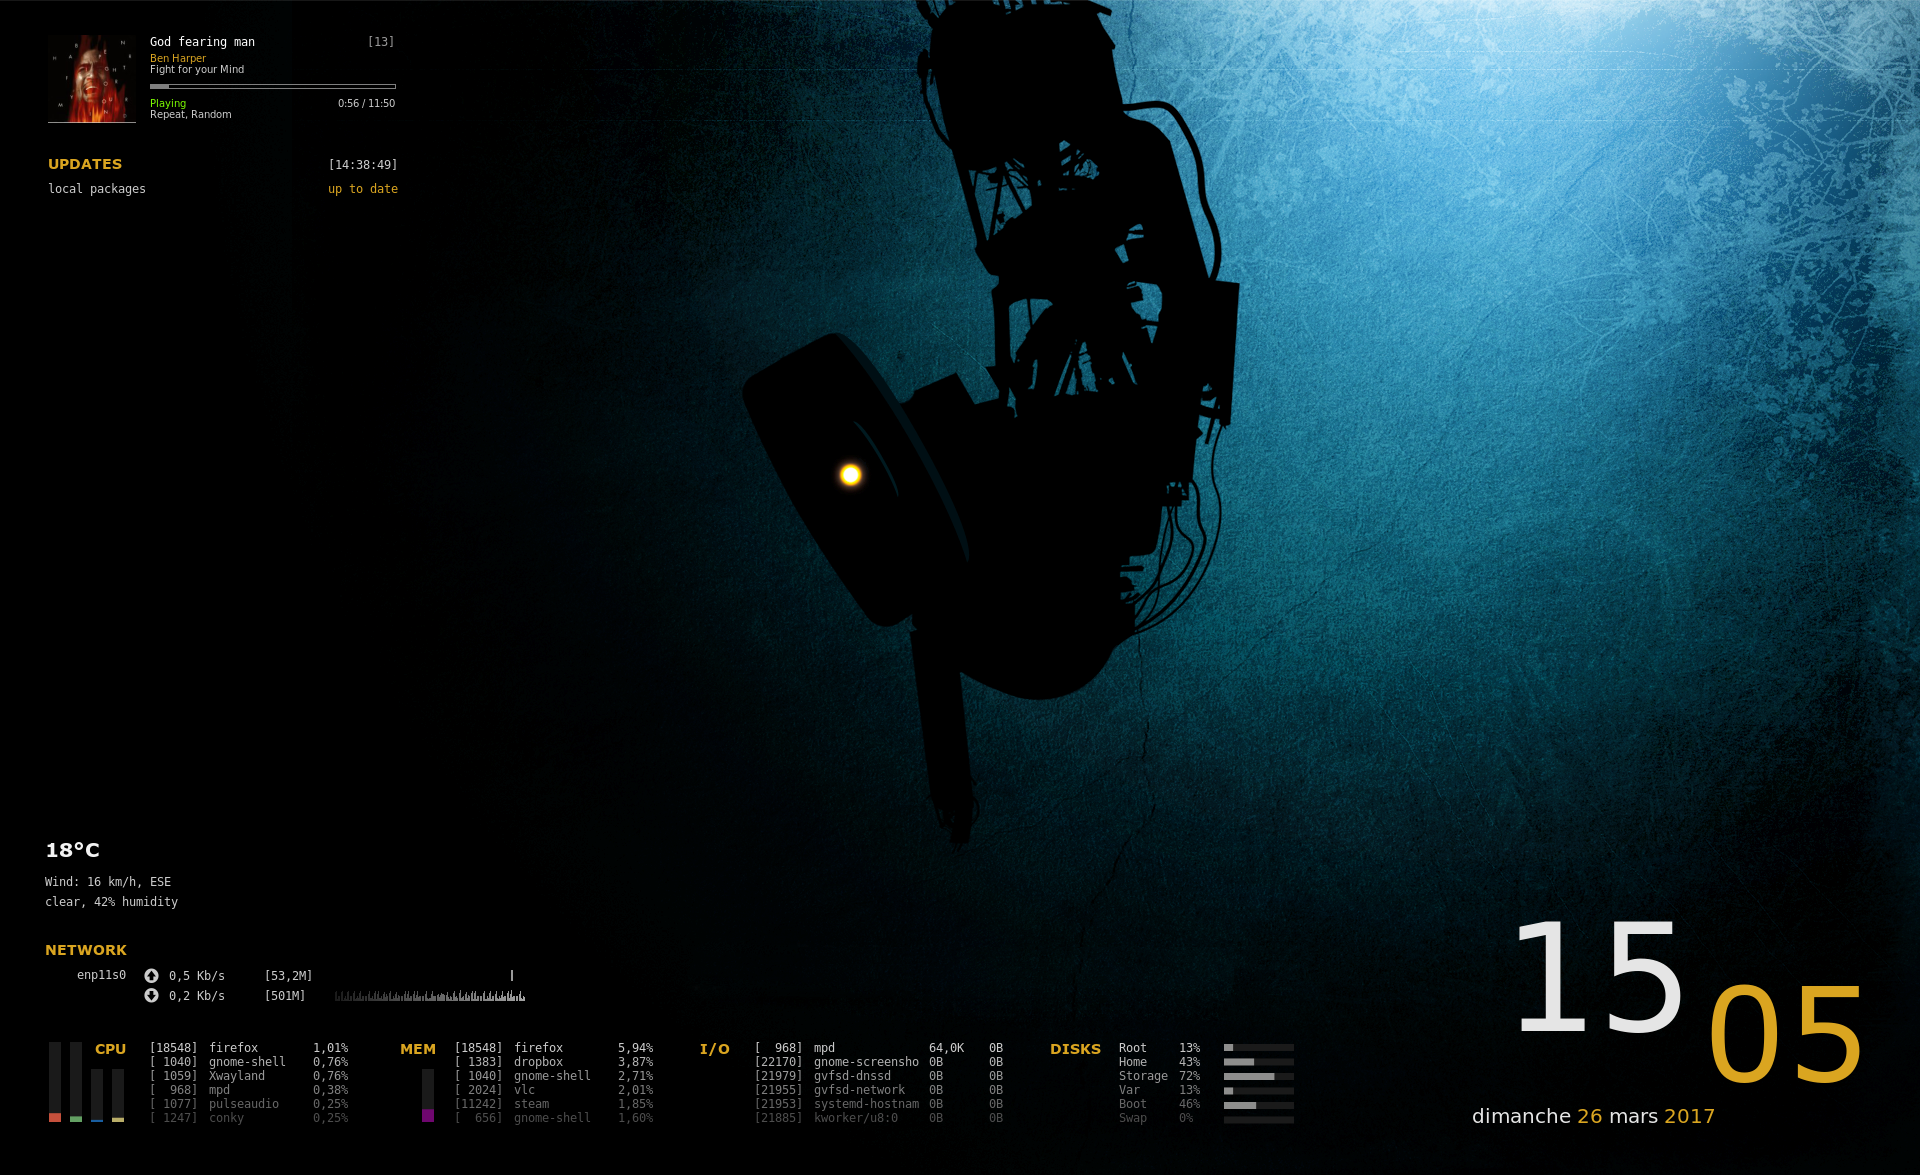 God fearing man [13]
Ben Harper
Fight for your Mind
Playing 0:56 / 11:50
Repeat, Random
UPDATES [14:38:49]
local packages up to date
18°C
Wind: 16 km/h, ESE
clear, 42% humidity
NETWORK
enp11s0 0,5 Kb/s [53,2M]
0,2 Kb/s [501M]
15
05
dimanche 26 mars 2017
CPU
[18548] firefox 1,01%
[ 1040] gnome-shell 0,76%
[ 1059] Xwayland 0,76%
[  968] mpd 0,38%
[ 1077] pulseaudio 0,25%
[ 1247] conky 0,25%
MEM
[18548] firefox 5,94%
[ 1383] dropbox 3,87%
[ 1040] gnome-shell 2,71%
[ 2024] vlc 2,01%
[11242] steam 1,85%
[  656] gnome-shell 1,60%
I/O
[  968] mpd 64,0K 0B
[22170] gnome-screensho 0B 0B
[21979] gvfsd-dnssd 0B 0B
[21955] gvfsd-network 0B 0B
[21953] systemd-hostnam 0B 0B
[21885] kworker/u8:0 0B 0B
DISKS
Root 13%
Home 43%
Storage 72%
Var 13%
Boot 46%
Swap 0%